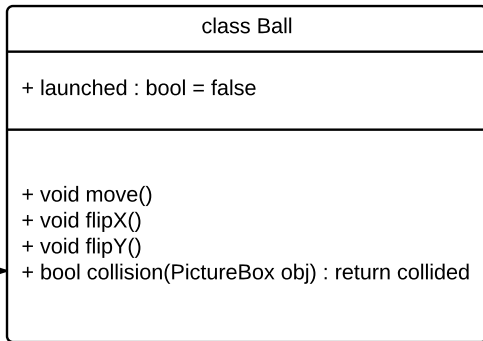 class Ball
+ launched : bool = false
+ void move()
+ void flipX()
+ void flipY()
+ bool collision(PictureBox obj) : return collided